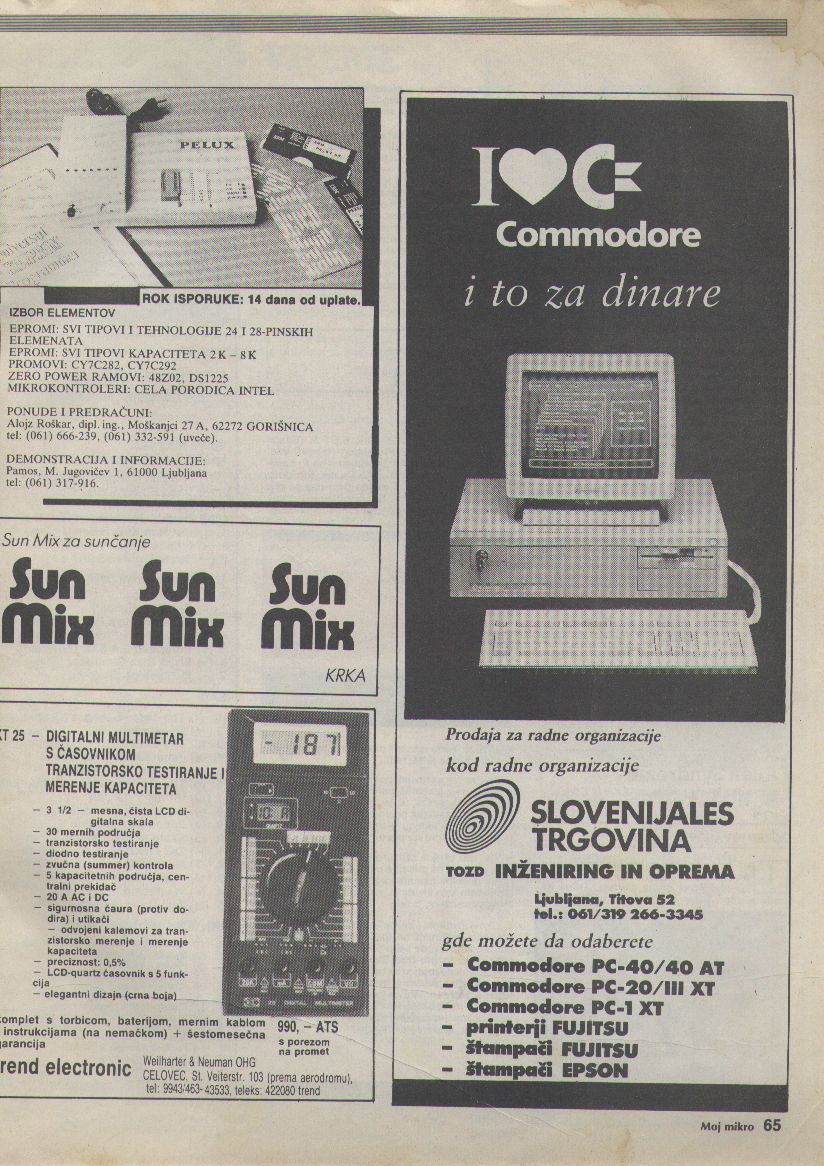 PELUX
Universal
ROK ISPORUKE: 14 dana od uplate.
IZBOR ELEMENTOV
EPROMI: SVI TIPOVI I TEHNOLOGIJE 24 I 28-PINSKIH
ELEMENATA
EPROMI: SVI TIPOVI KAPACITETA 2 K – 8 K
PROMOVI: CY7C282, CY7C292
ZERO POWER RAMOVI: 48Z02, DS1225
MIKROKONTROLERI: CELA PORODICA INTEL
PONUDE I PREDRAČUNI:
Alojz Roškar, dipl. ing., Moškanjci 27 A, 62272 GORIŠNICA
tel: (061) 666-239, (061) 332-591 (uveče).
DEMONSTRACIJA I INFORMACIJE:
Pamos, M. Jugovičev 1, 61000 Ljubljana
tel: (061) 317-916.
Sun Mix za sunčanje
Sun Sun Sun
Mix Mix Mix
KRKA
KT 25 – DIGITALNI MULTIMETAR
S ČASOVNIKOM
TRANZISTORSKO TESTIRANJE I
MERENJE KAPACITETA
– 3 1/2 – mesna, čista LCD di-
gitalna skala
– 30 mernih područja
– tranzistorsko testiranje
– diodno testiranje
– zvučna (summer) kontrola
– 5 kapacitetnih područja, cen-
tralni prekidač
– 20 A AC i DC
– sigurnosna čaura (protiv do-
dira) i utikači
– odvojeni kalemovi za tran-
zistorsko merenje i merenje
kapaciteta
– preciznost: 0,5%
– LCD-quartz časovnik s 5 funk-
cija
– elegantni dizajn (crna boja)
- 187
DIGITAL MULTIMETER
komplet s torbicom, baterijom, mernim kablom
instrukcijama (na nemačkom) + šestomesečna
garancija
990, – ATS
s porezom
na promet
trend electronic
Weilharter & Neuman OHG
CELOVEC, St. Veiterstr. 103 (prema aerodromu),
tel: 9943/463-43533, teleks: 422080 trend
I ♥ C
Commodore
i to za dinare
Prodaja za radne organizacije
kod radne organizacije
SLOVENIJALES
TRGOVINA
TOZD INŽENIRING IN OPREMA
Ljubljana, Titova 52
tel.: 061/319 266-3345
gde možete da odaberete
– Commodore PC-40/40 AT
– Commodore PC-20/III XT
– Commodore PC-1 XT
– printerji FUJITSU
– štampači FUJITSU
– štampači EPSON
Moj mikro 65